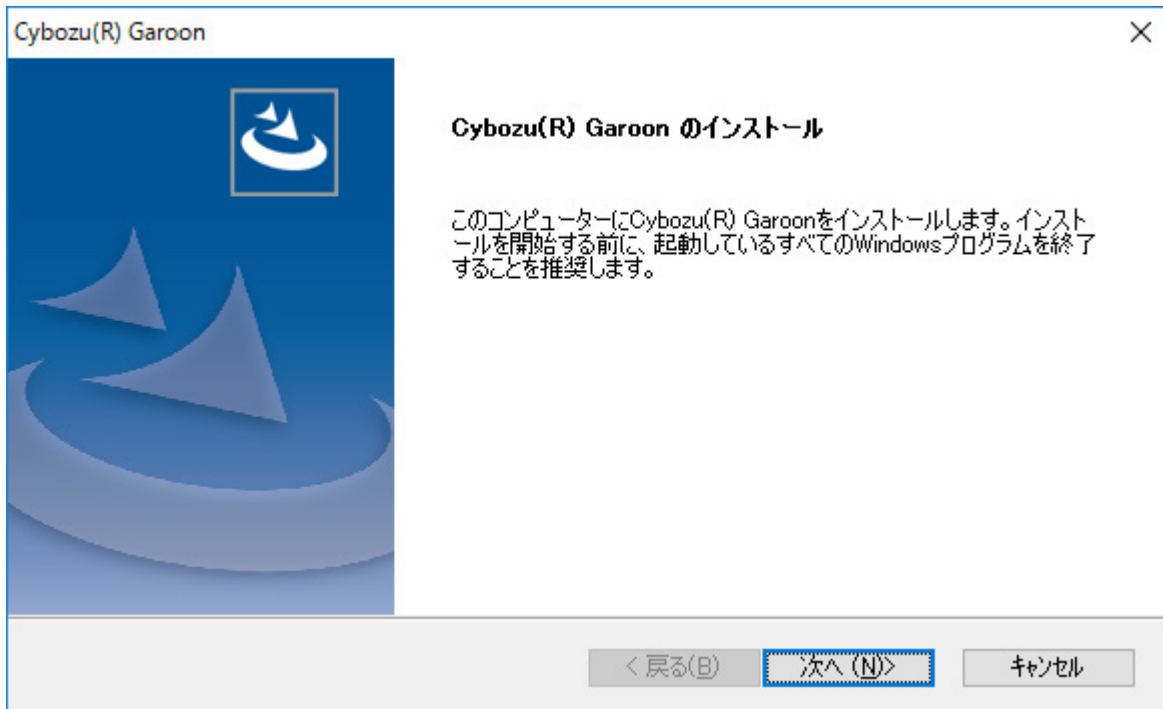 Cybozu(R) Garoon
Cybozu(R) Garoon のインストール
このコンピューターにCybozu(R) Garoonをインストールします。インスト
ールを開始する前に、起動しているすべてのWindowsプログラムを終了
することを推奨します。
< 戻る(B)
次へ (N)>
キャンセル